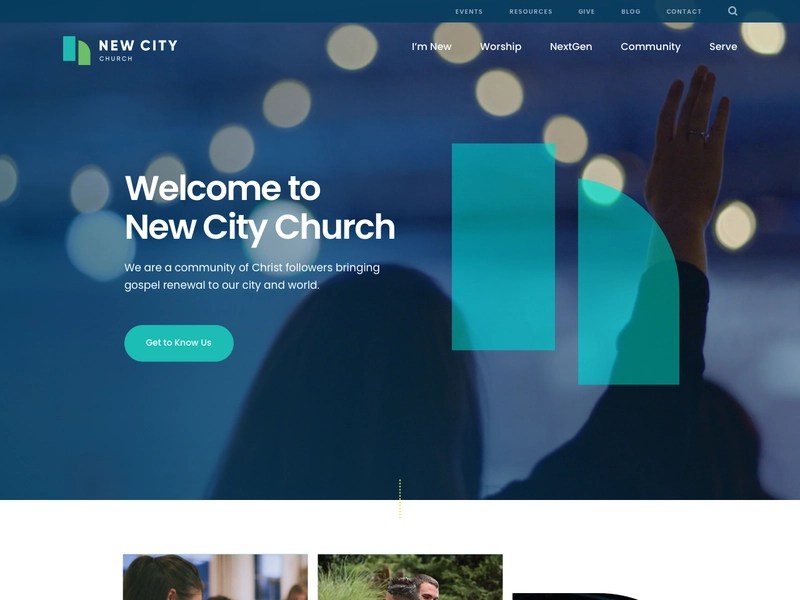 EVENTS RESOURCES GIVE BLOG CONTACT
NEW CITY
CHURCH
I'm New Worship NextGen Community Serve
Welcome to
New City Church
We are a community of Christ followers bringing
gospel renewal to our city and world.
Get to Know Us